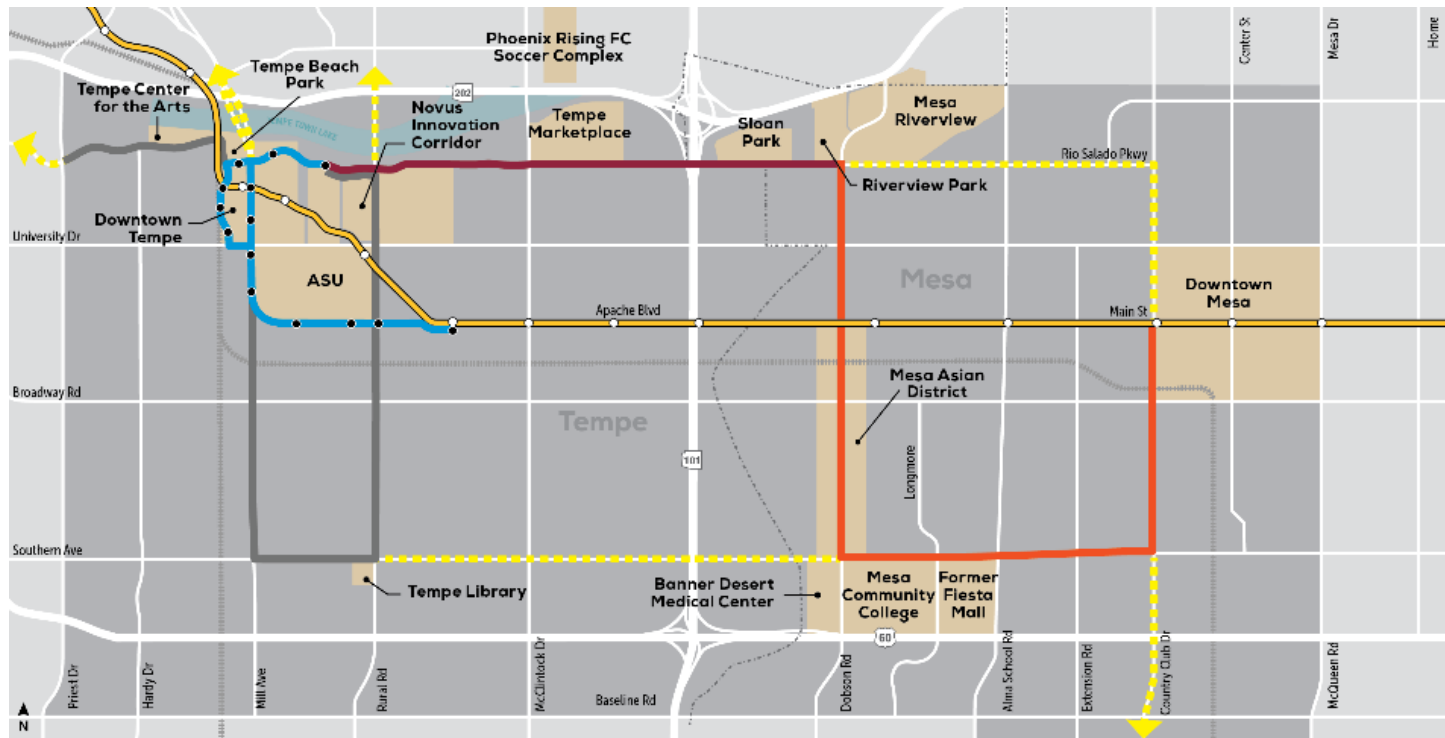 Center St
Mesa Dr
Home
Phoenix Rising FC
Soccer Complex
Tempe Beach
Park
Tempe Center
for the Arts
202
Novus
Innovation
Corridor
TEMPE TOWN LAKE
Tempe
Marketplace
Sloan
Park
Mesa
Riverview
Rio Salado Pkwy
Riverview Park
Downtown
Tempe
University Dr
ASU
Mesa
Downtown
Mesa
Apache Blvd
Main St
Mesa Asian
District
Broadway Rd
Tempe
101
Longmore
Southern Ave
Tempe Library
Banner Desert
Medical Center
Mesa
Community
College
Former
Fiesta
Mall
60
Priest Dr
Hardy Dr
Mill Ave
Rural Rd
McClintock Dr
Baseline Rd
Dobson Rd
Alma School Rd
Extension Rd
Country Club Dr
McQueen Rd
N